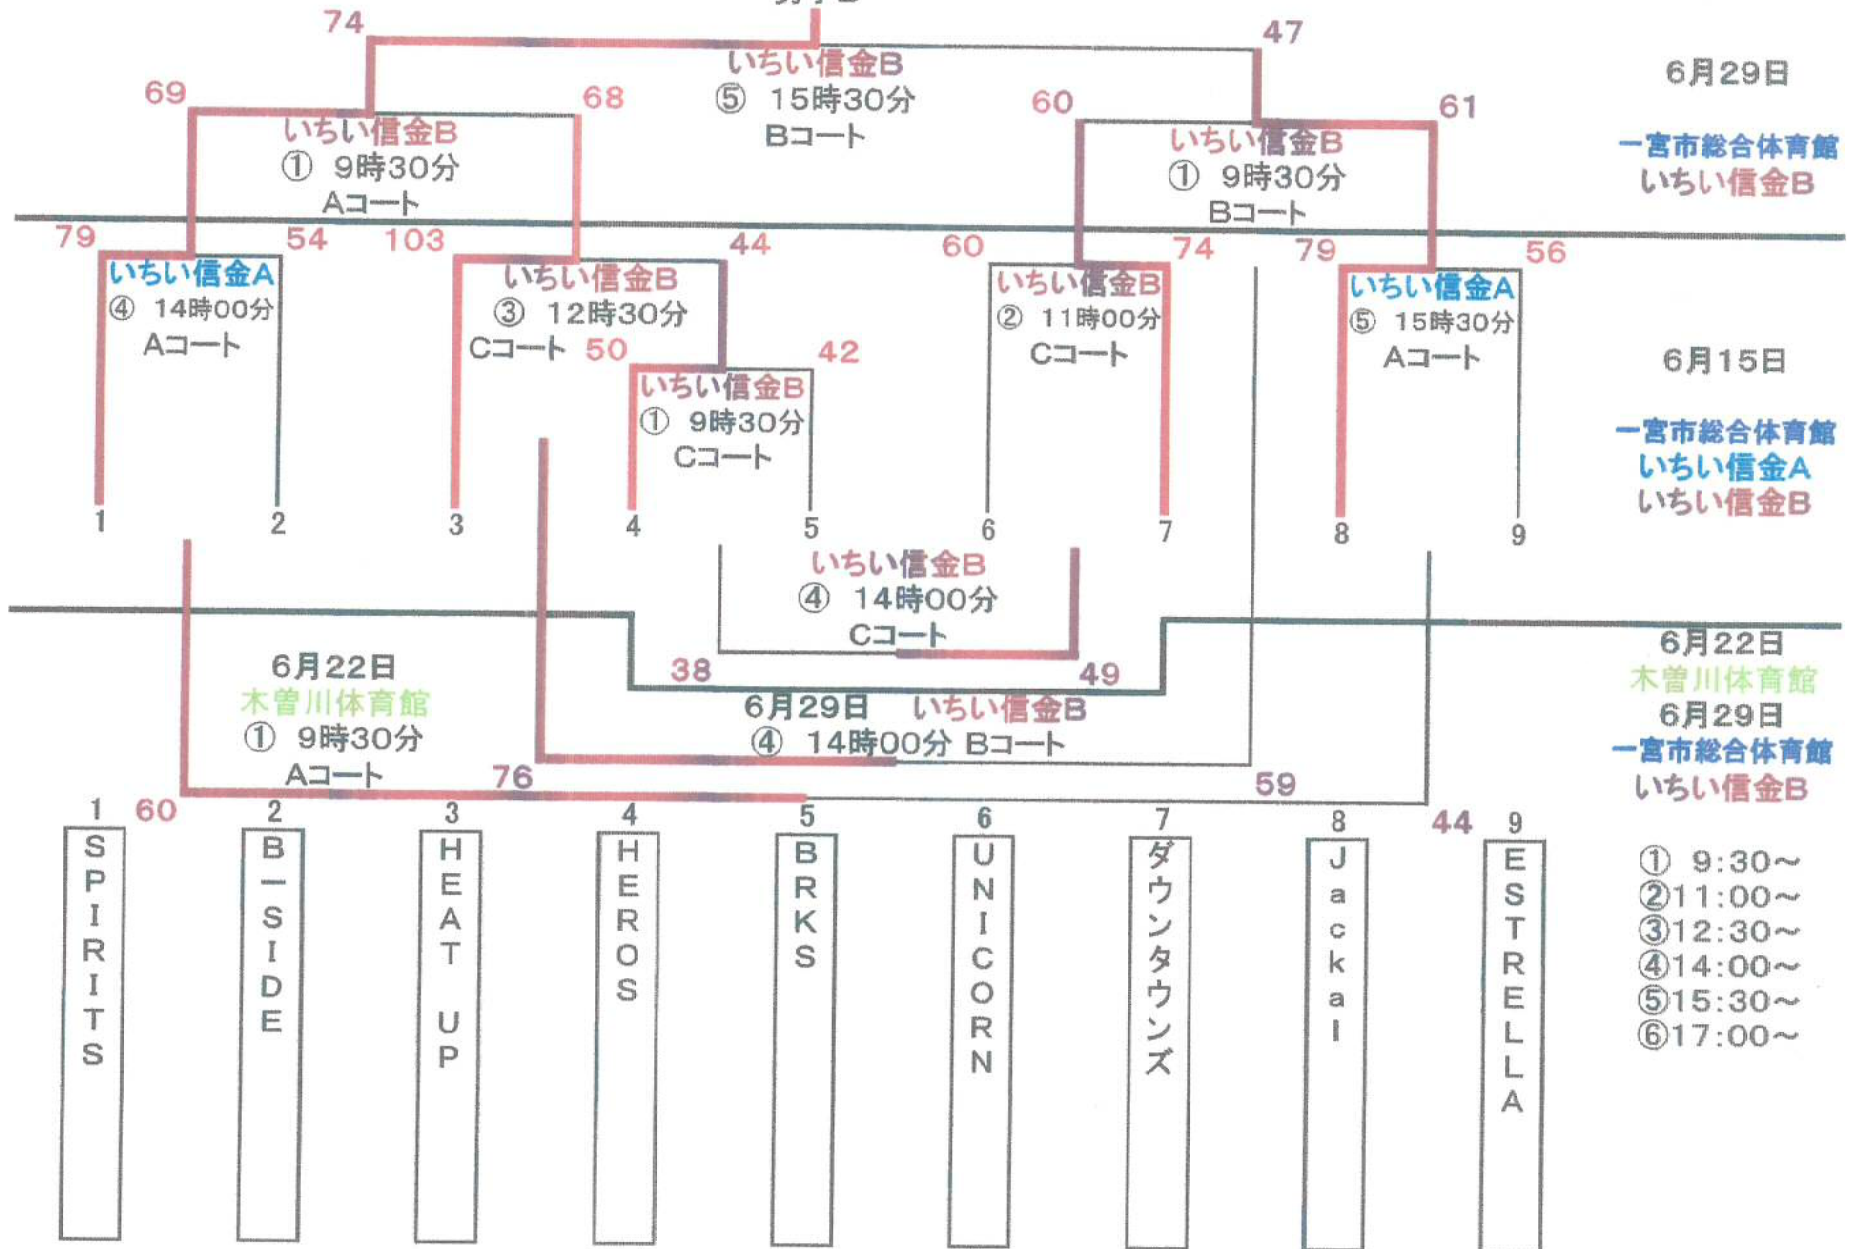 74
47
いちい信金B
⑤ 15時30分
Bコート
6月29日
一宮市総合体育館
いちい信金B
69
68
いちい信金B
① 9時30分
Aコート
60
61
いちい信金B
① 9時30分
Bコート
79
54
いちい信金A
④ 14時00分
Aコート
103
44
いちい信金B
③ 12時30分
Cコート
50
42
いちい信金B
① 9時30分
Cコート
60
74
いちい信金B
② 11時00分
Cコート
79
56
いちい信金A
⑤ 15時30分
Aコート
6月15日
一宮市総合体育館
いちい信金A
いちい信金B
1
2
3
4
5
6
7
8
9
いちい信金B
④ 14時00分
Cコート
38
49
6月22日
木曽川体育館
① 9時30分
Aコート
6月29日 いちい信金B
④ 14時00分 Bコート
76
59
60
44
6月22日
木曽川体育館
6月29日
一宮市総合体育館
いちい信金B
1
SPIRITS
2
B－SIDE
3
HEAT UP
4
HEROS
5
BRKS
6
UNICORN
7
ダウンタウンズ
8
Jackal
9
ESTRELLA
① 9:30～
②11:00～
③12:30～
④14:00～
⑤15:30～
⑥17:00～